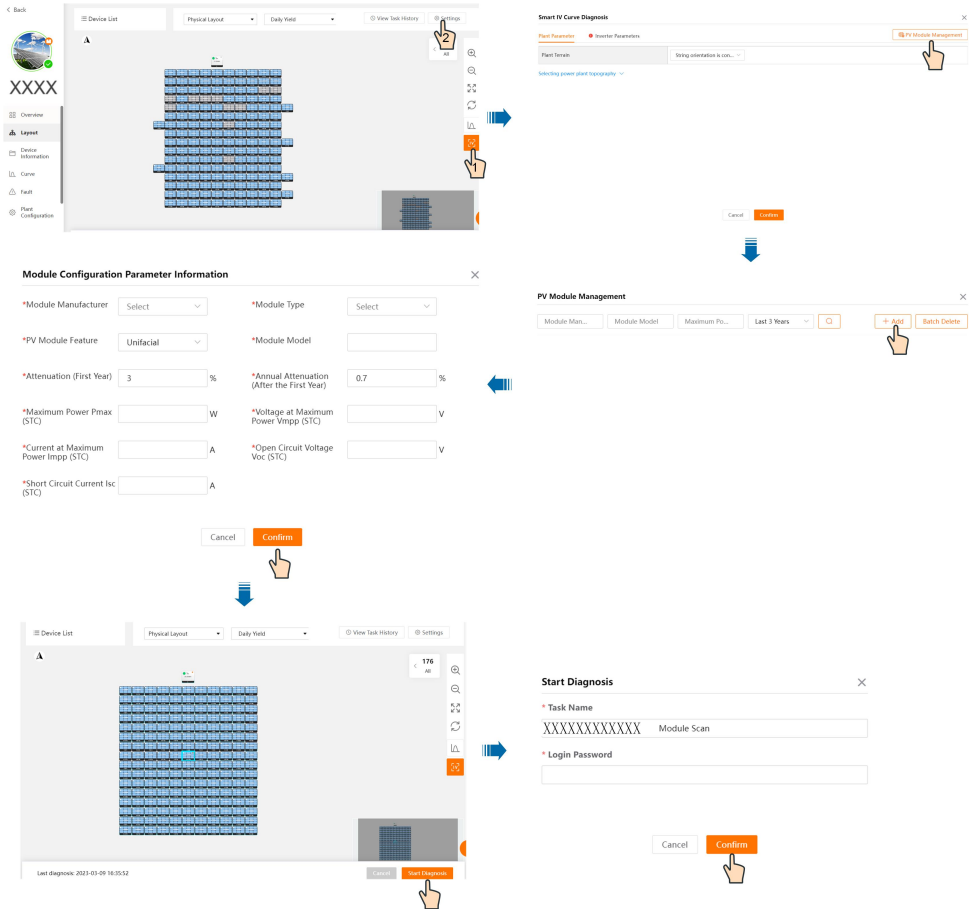 < Back
Device List
Physical Layout
Daily Yield
View Task History
Settings
2
A
All
XXXX
Overview
Layout
Device
Information
Curve
Fault
Plant
Configuration
1
Smart IV Curve Diagnosis
Plant Parameter
Inverter Parameters
PV Module Management
Plant Terrain
String orientation is con...
Selecting power plant topography
Cancel
Confirm
PV Module Management
Module Man...
Module Model
Maximum Po...
Last 3 Years
+ Add
Batch Delete
Module Configuration Parameter Information
*Module Manufacturer
Select
*Module Type
Select
*PV Module Feature
Unifacial
*Module Model
*Attenuation (First Year)
3
%
*Annual Attenuation
(After the First Year)
0.7
%
*Maximum Power Pmax
(STC)
W
*Voltage at Maximum
Power Vmpp (STC)
V
*Current at Maximum
Power Impp (STC)
A
*Open Circuit Voltage
Voc (STC)
V
*Short Circuit Current Isc
(STC)
A
Cancel
Confirm
Device List
Physical Layout
Daily Yield
View Task History
Settings
A
176
All
Last diagnosis: 2023-03-09 16:35:52
Cancel
Start Diagnosis
Start Diagnosis
* Task Name
XXXXXXXXXXXX Module Scan
* Login Password
Cancel
Confirm